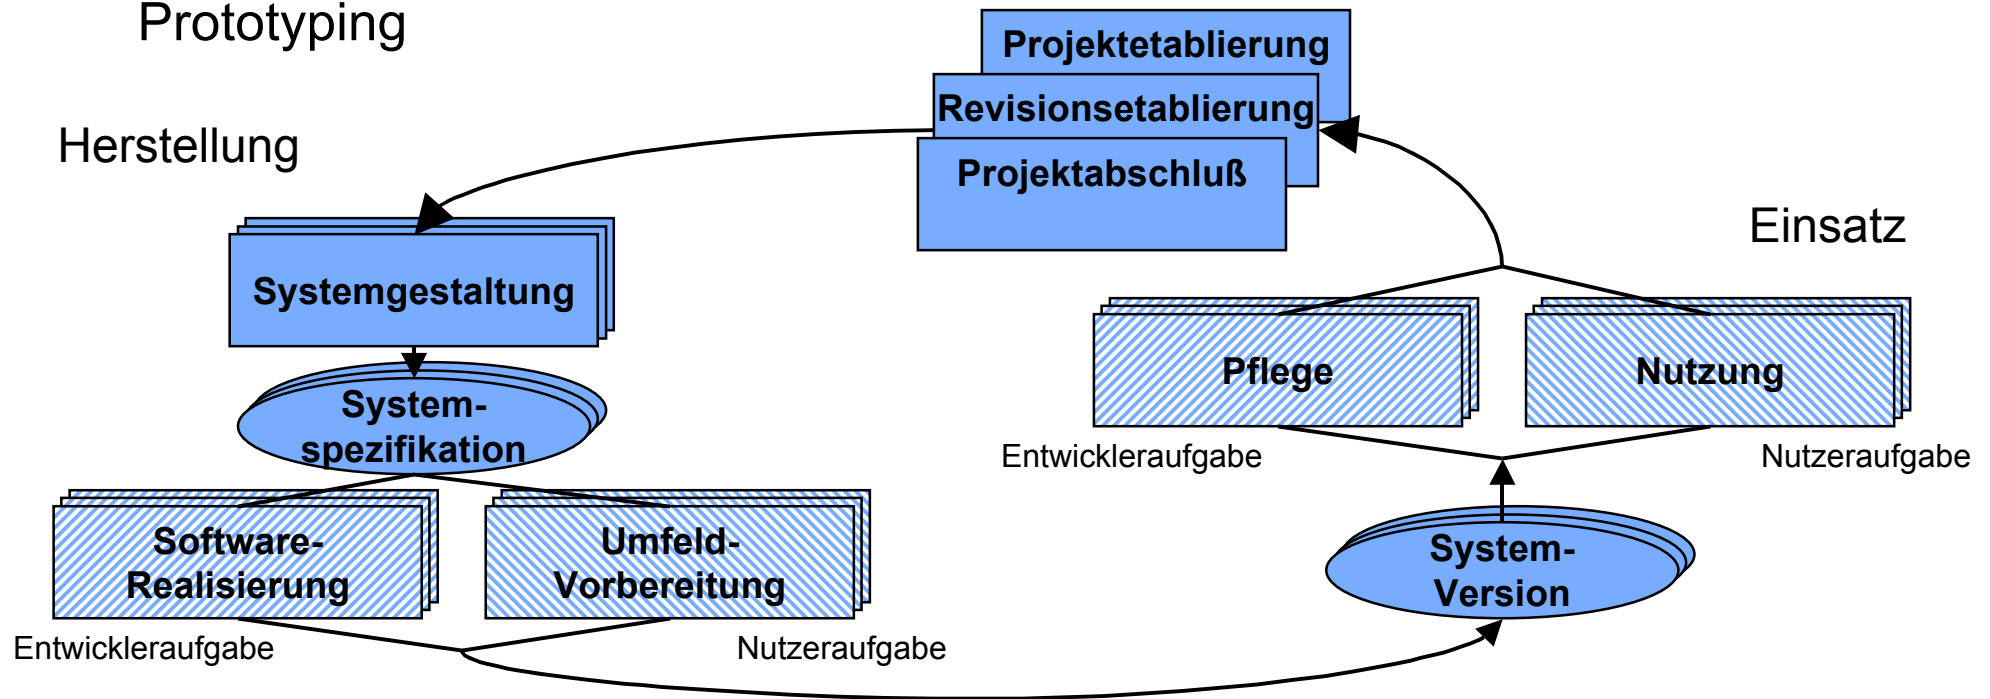 Prototyping
Projektetablierung
Revisionsetablierung
Projektabschluß
Herstellung
Einsatz
Systemgestaltung
System-
spezifikation
Software-
Realisierung
Umfeld-
Vorbereitung
Entwickleraufgabe
Nutzeraufgabe
Pflege
Nutzung
Entwickleraufgabe
Nutzeraufgabe
System-
Version